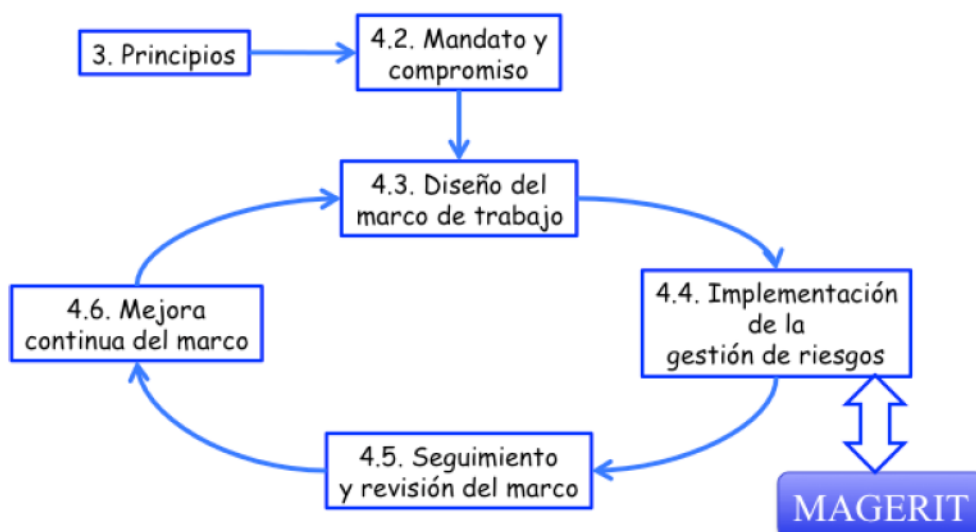 3. Principios
4.2. Mandato y
compromiso
4.3. Diseño del
marco de trabajo
4.4. Implementación
de la
gestión de riesgos
4.6. Mejora
continua del marco
4.5. Seguimiento
y revisión del marco
MAGERIT